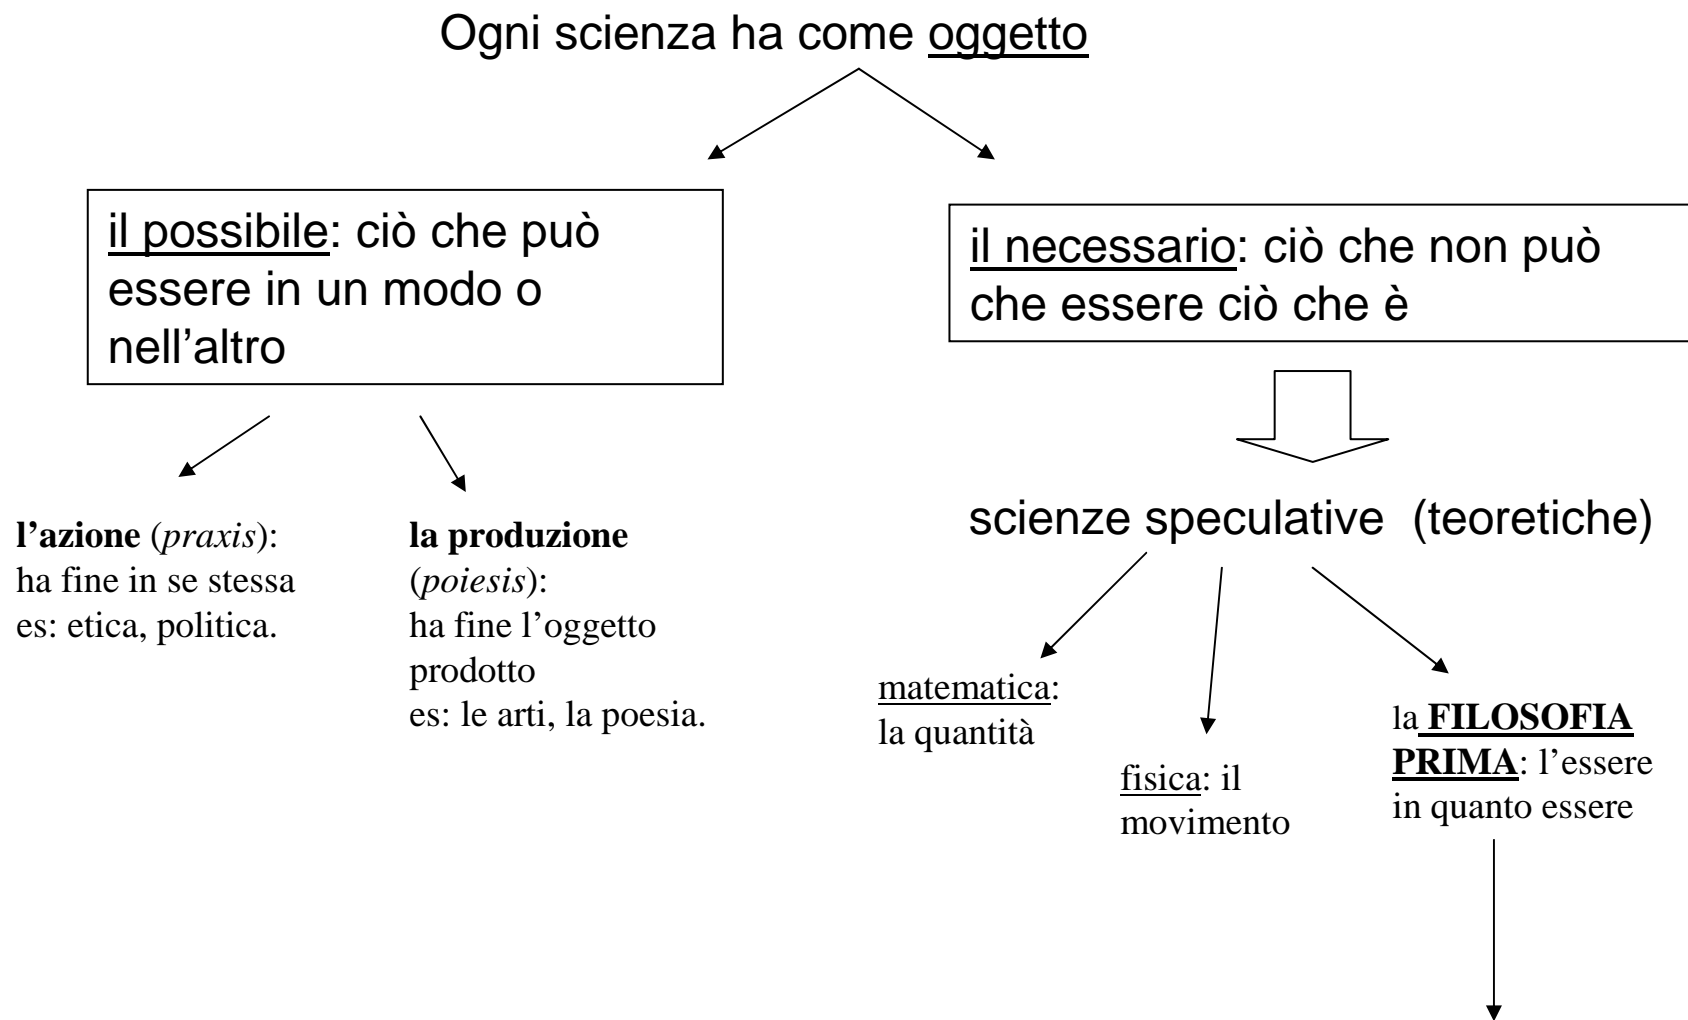 Ogni scienza ha come oggetto
il possibile: ciò che può
essere in un modo o
nell’altro
il necessario: ciò che non può
che essere ciò che è
l’azione (praxis):
ha fine in se stessa
es: etica, politica.
la produzione
(poiesis):
ha fine l’oggetto
prodotto
es: le arti, la poesia.
scienze speculative (teoretiche)
matematica:
la quantità
fisica: il
movimento
la FILOSOFIA
PRIMA: l’essere
in quanto essere